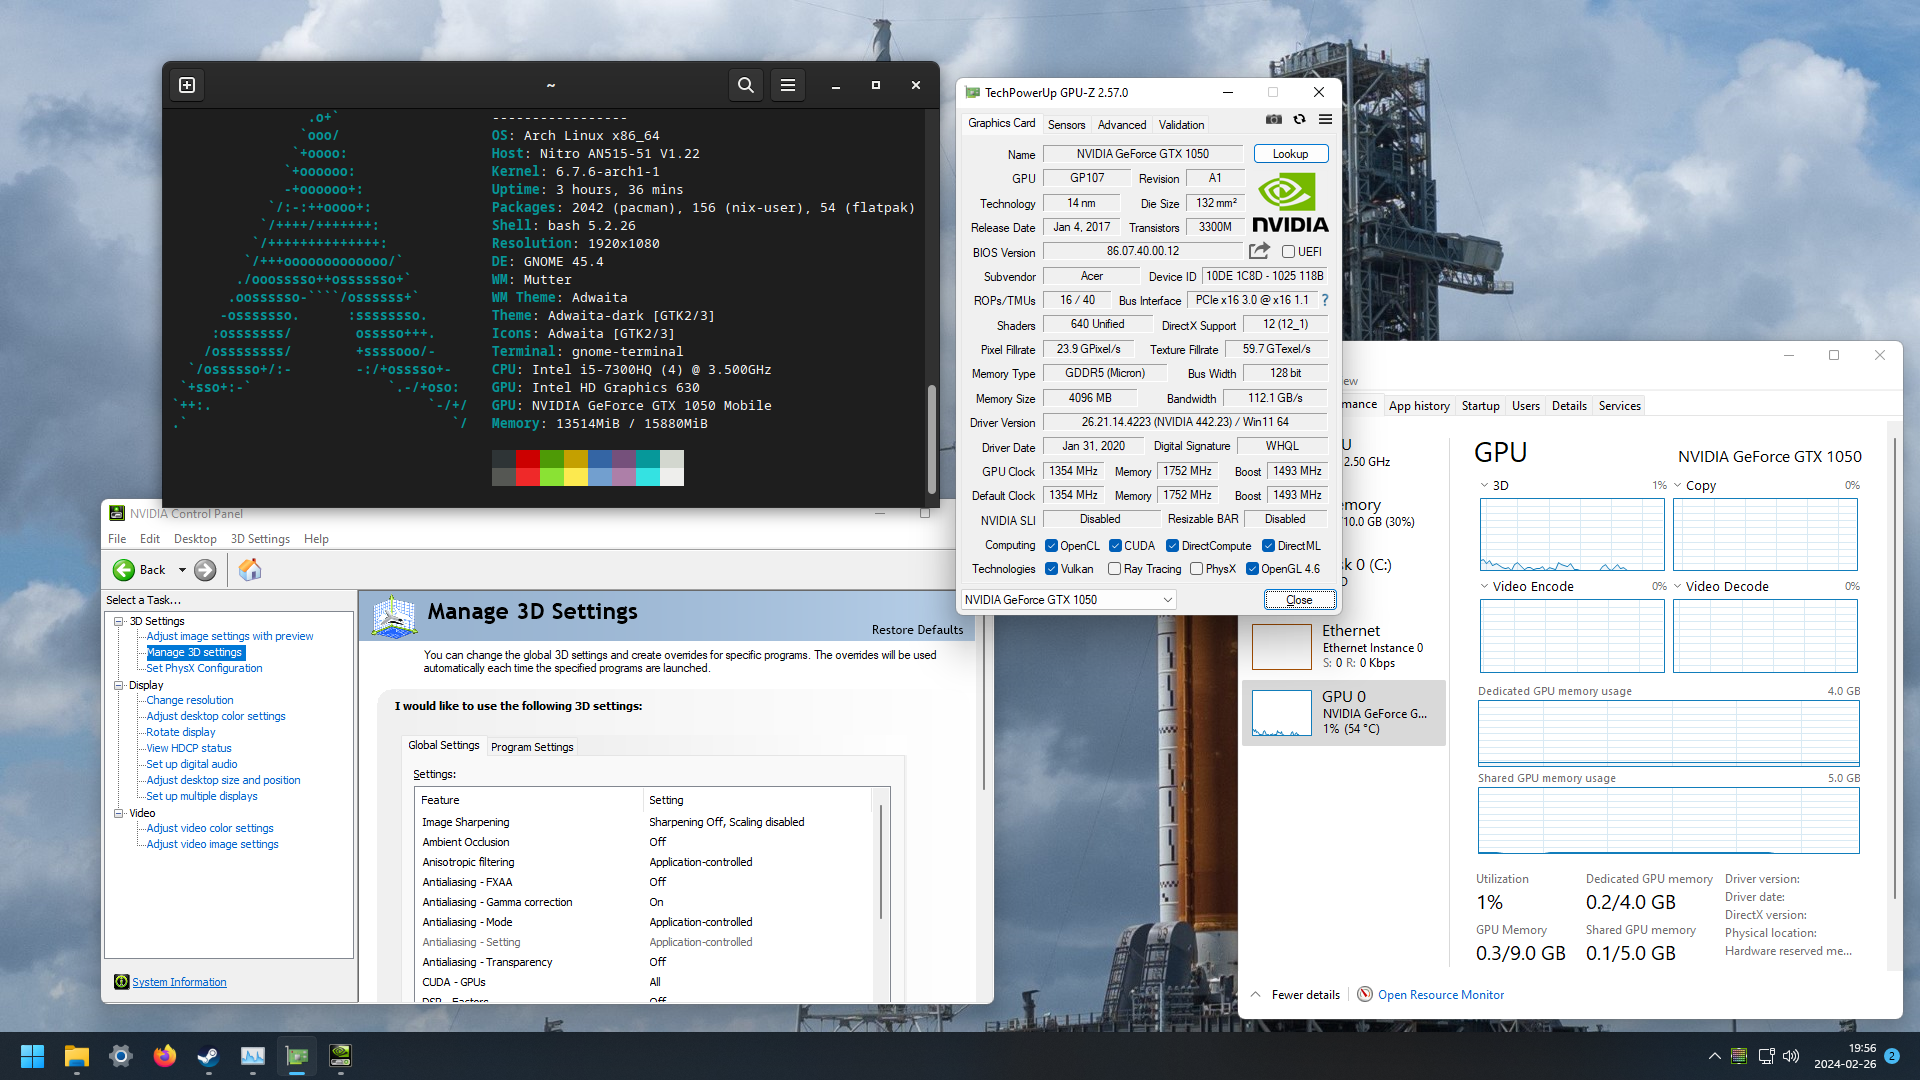 ~
.o+`
`ooo/
`+oooo:
`+oooooo:
-+oooooo+:
`/:-:++oooo+:
`/++++/+++++++:
`/++++++++++++++:
`/+++ooooooooooooo/`
./ooosssso++osssssso+`
.oossssso-````/ossssss+`
-osssssso.      :ssssssso.
:osssssss/        osssso+++.
/ossssssss/        +ssssooo/-
`/ossssso+/:-        -:/+osssso+-
`+sso+:-`                 `.-/+oso:
`++:.                           `-/+/
.`                                 `/
-----------------
OS: Arch Linux x86_64
Host: Nitro AN515-51 V1.22
Kernel: 6.7.6-arch1-1
Uptime: 3 hours, 36 mins
Packages: 2042 (pacman), 156 (nix-user), 54 (flatpak)
Shell: bash 5.2.26
Resolution: 1920x1080
DE: GNOME 45.4
WM: Mutter
WM Theme: Adwaita
Theme: Adwaita-dark [GTK2/3]
Icons: Adwaita [GTK2/3]
Terminal: gnome-terminal
CPU: Intel i5-7300HQ (4) @ 3.500GHz
GPU: Intel HD Graphics 630
GPU: NVIDIA GeForce GTX 1050 Mobile
Memory: 13514MiB / 15880MiB
TechPowerUp GPU-Z 2.57.0
Graphics Card Sensors Advanced Validation
Name NVIDIA GeForce GTX 1050 Lookup
GPU GP107 Revision A1
Technology 14 nm Die Size 132 mm²
NVIDIA
Release Date Jan 4, 2017 Transistors 3300M
BIOS Version 86.07.40.00.12 UEFI
Subvendor Acer Device ID 10DE 1C8D - 1025 118B
ROPs/TMUs 16 / 40 Bus Interface PCIe x16 3.0 @ x16 1.1 ?
Shaders 640 Unified DirectX Support 12 (12_1)
Pixel Fillrate 23.9 GPixel/s Texture Fillrate 59.7 GTexel/s
Memory Type GDDR5 (Micron) Bus Width 128 bit
Memory Size 4096 MB Bandwidth 112.1 GB/s
Driver Version 26.21.14.4223 (NVIDIA 442.23) / Win11 64
Driver Date Jan 31, 2020 Digital Signature WHQL
GPU Clock 1354 MHz Memory 1752 MHz Boost 1493 MHz
Default Clock 1354 MHz Memory 1752 MHz Boost 1493 MHz
NVIDIA SLI Disabled Resizable BAR Disabled
Computing OpenCL CUDA DirectCompute DirectML
Technologies Vulkan Ray Tracing PhysX OpenGL 4.6
NVIDIA GeForce GTX 1050 Close
NVIDIA Control Panel
File Edit Desktop 3D Settings Help
Back
Select a Task...
3D Settings
Adjust image settings with preview
Manage 3D settings
Set PhysX Configuration
Display
Change resolution
Adjust desktop color settings
Rotate display
View HDCP status
Set up digital audio
Adjust desktop size and position
Set up multiple displays
Video
Adjust video color settings
Adjust video image settings
System Information
Manage 3D Settings
Restore Defaults
You can change the global 3D settings and create overrides for specific programs. The overrides will be used
automatically each time the specified programs are launched.
I would like to use the following 3D settings:
Global Settings Program Settings
Settings:
Feature Setting
Image Sharpening Sharpening Off, Scaling disabled
Ambient Occlusion Off
Anisotropic filtering Application-controlled
Antialiasing - FXAA Off
Antialiasing - Gamma correction On
Antialiasing - Mode Application-controlled
Antialiasing - Setting Application-controlled
Antialiasing - Transparency Off
CUDA - GPUs All
DSR - Factors Off
ew
mance App history Startup Users Details Services
U
2.50 GHz
emory
/10.0 GB (30%)
sk 0 (C:)
D
Ethernet
Ethernet Instance 0
S: 0 R: 0 Kbps
GPU 0
NVIDIA GeForce G...
1% (54 °C)
GPU NVIDIA GeForce GTX 1050
3D 1% Copy 0%
Video Encode 0% Video Decode 0%
Dedicated GPU memory usage 4.0 GB
Shared GPU memory usage 5.0 GB
Utilization Dedicated GPU memory Driver version:
1% 0.2/4.0 GB Driver date:
DirectX version:
GPU Memory Shared GPU memory Physical location:
0.3/9.0 GB 0.1/5.0 GB Hardware reserved me...
Fewer details Open Resource Monitor
19:56
2024-02-26
2